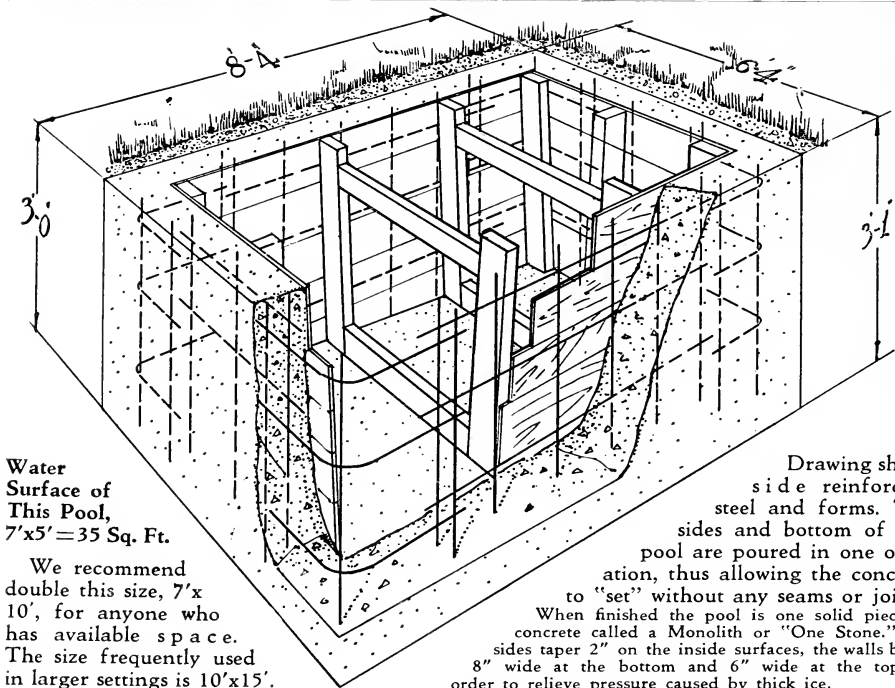 8'-4"
6'-4"
3'-0"
3'-1"
Water
Surface of
This Pool,
7'x5'=35 Sq. Ft.
We recommend
double this size, 7'x
10', for anyone who
has available space.
The size frequently used
in larger settings is 10'x15'.
Drawing sh
side reinforc
steel and forms.
sides and bottom of
pool are poured in one o
ation, thus allowing the conc
to "set" without any seams or joi
When finished the pool is one solid piec
concrete called a Monolith or "One Stone."
sides taper 2" on the inside surfaces, the walls b
8" wide at the bottom and 6" wide at the top
order to relieve pressure caused by thick ice.